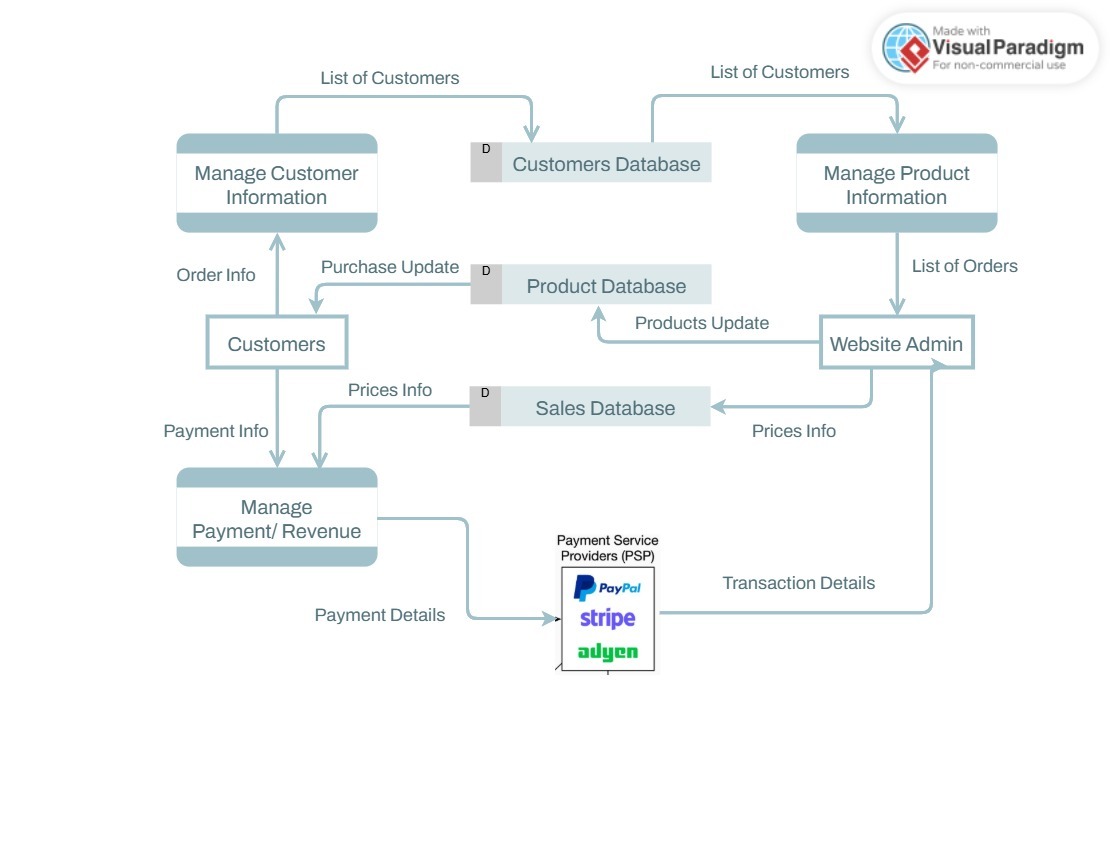 Made with
VisualParadigm
For non-commercial use
List of Customers
List of Customers
Manage Customer
Information
D
Customers Database
Manage Product
Information
Order Info
Purchase Update
D
Product Database
List of Orders
Products Update
Customers
Website Admin
Prices Info
D
Sales Database
Payment Info
Prices Info
Manage
Payment/ Revenue
Payment Service
Providers (PSP)
PayPal
stripe
adyen
Transaction Details
Payment Details